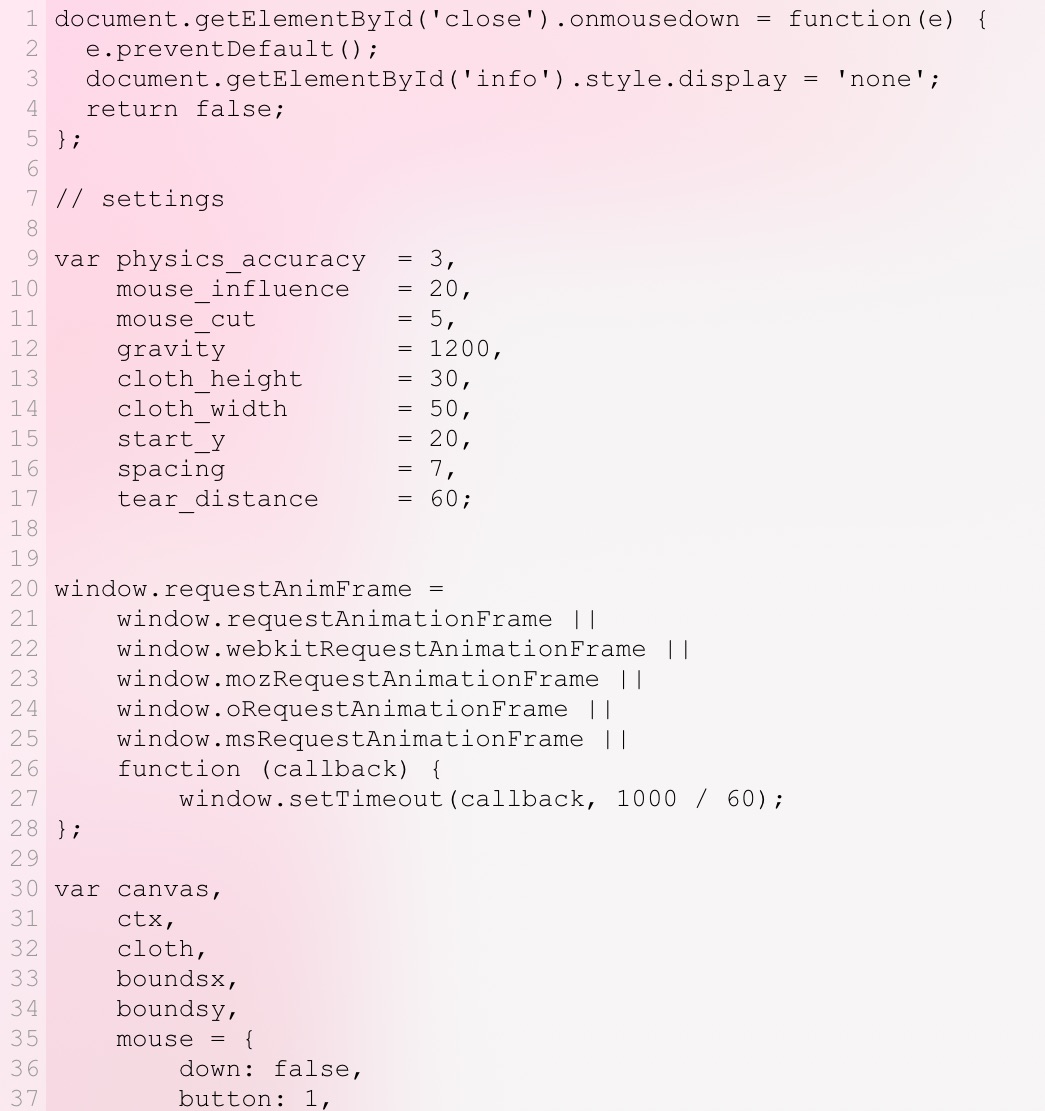 1 document.getElementById('close').onmousedown = function(e) {
2   e.preventDefault();
3   document.getElementById('info').style.display = 'none';
4   return false;
5 };
6
7 // settings
8
9 var physics_accuracy  = 3,
10     mouse_influence   = 20,
11     mouse_cut         = 5,
12     gravity           = 1200,
13     cloth_height      = 30,
14     cloth_width       = 50,
15     start_y           = 20,
16     spacing           = 7,
17     tear_distance     = 60;
18
19
20 window.requestAnimFrame =
21     window.requestAnimationFrame ||
22     window.webkitRequestAnimationFrame ||
23     window.mozRequestAnimationFrame ||
24     window.oRequestAnimationFrame ||
25     window.msRequestAnimationFrame ||
26     function (callback) {
27         window.setTimeout(callback, 1000 / 60);
28 };
29
30 var canvas,
31     ctx,
32     cloth,
33     boundsx,
34     boundsy,
35     mouse = {
36         down: false,
37         button: 1,